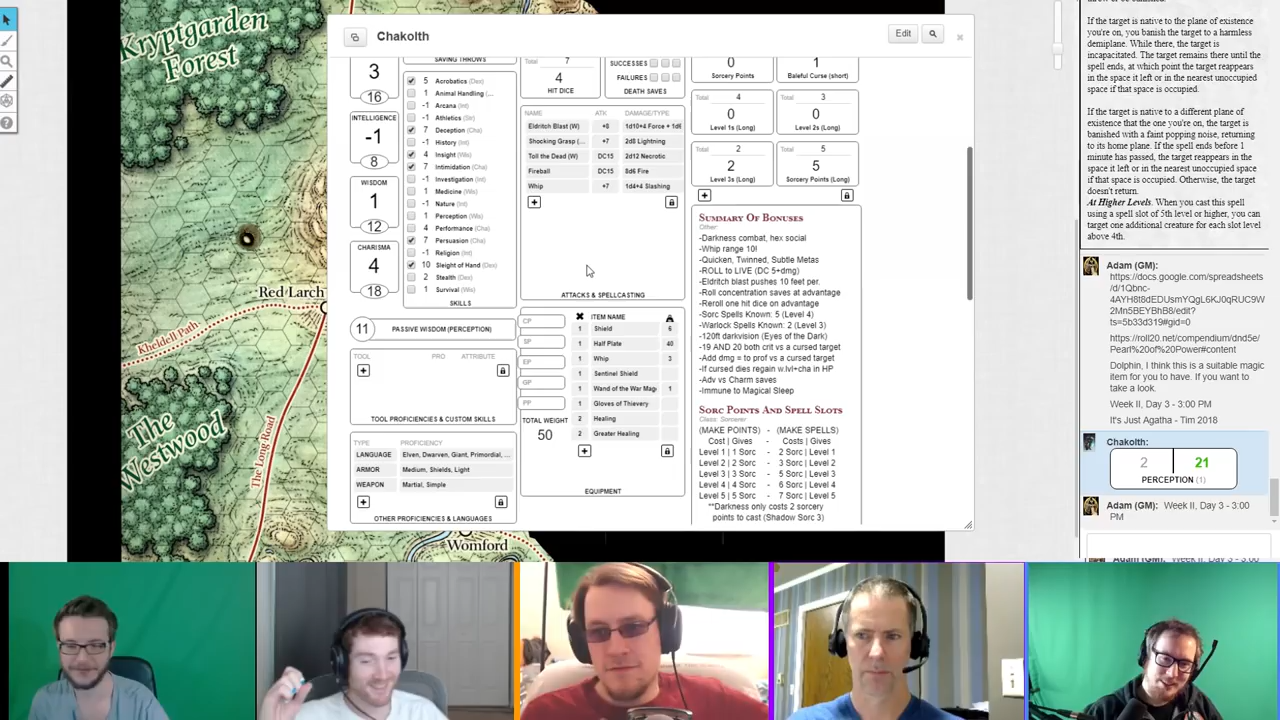 Kryptgarden
Forest
Red Larch
Kheldell Path
The
Westwood
The Long Road
Womford
Chakolth
Edit
SAVING THROWS
3
16
INTELLIGENCE
-1
8
WISDOM
1
12
CHARISMA
4
18
5 Acrobatics (Dex)
1 Animal Handling (...
-1 Arcana (Int)
-1 Athletics (Str)
7 Deception (Cha)
-1 History (Int)
4 Insight (Wis)
7 Intimidation (Cha)
-1 Investigation (Int)
1 Medicine (Wis)
-1 Nature (Int)
1 Perception (Wis)
4 Performance (Cha)
7 Persuasion (Cha)
-1 Religion (Int)
10 Sleight of Hand (Dex)
2 Stealth (Dex)
1 Survival (Wis)
SKILLS
11 PASSIVE WISDOM (PERCEPTION)
TOOL PRO ATTRIBUTE
TOOL PROFICIENCIES & CUSTOM SKILLS
TYPE PROFICIENCY
LANGUAGE Elven, Dwarven, Giant, Primordial, ...
ARMOR Medium, Shields, Light
WEAPON Martial, Simple
OTHER PROFICIENCIES & LANGUAGES
Total 7
4
HIT DICE
SUCCESSES
FAILURES
DEATH SAVES
NAME ATK DAMAGE/TYPE
Eldritch Blast (W) +8 1d10+4 Force + 1d6
Shocking Grasp (... +7 2d8 Lightning
Toll the Dead (W) DC15 2d12 Necrotic
Fireball DC15 8d6 Fire
Whip +7 1d4+4 Slashing
ATTACKS & SPELLCASTING
CP
SP
EP
GP
PP
TOTAL WEIGHT
50
ITEM NAME
1 Shield 6
1 Half Plate 40
1 Whip 3
1 Sentinel Shield
1 Wand of the War Mag 1
1 Gloves of Thievery
2 Healing
2 Greater Healing
EQUIPMENT
0
Sorcery Points
1
Baleful Curse (short)
Total 4
0
Level 1s (Long)
Total 3
0
Level 2s (Long)
Total 2
2
Level 3s (Long)
Total 5
5
Sorcery Points (Long)
SUMMARY OF BONUSES
Other:
-Darkness combat, hex social
-Whip range 10!
-Quicken, Twinned, Subtle Metas
-ROLL to LIVE (DC 5+dmg)
-Eldritch blast pushes 10 feet per.
-Roll concentration saves at advantage
-Reroll one hit dice on advantage
-Sorc Spells Known: 5 (Level 4)
-Warlock Spells Known: 2 (Level 3)
-120ft darkvision (Eyes of the Dark)
-19 AND 20 both crit vs a cursed target
-Add dmg = to prof vs a cursed target
-If cursed dies regain w.lvl+cha in HP
-Adv vs Charm saves
-Immune to Magical Sleep
SORC POINTS AND SPELL SLOTS
Class: Sorcerer
(MAKE POINTS) - (MAKE SPELLS)
Cost | Gives - Costs | Gives
Level 1 | 1 Sorc - 2 Sorc | Level 1
Level 2 | 2 Sorc - 3 Sorc | Level 2
Level 3 | 3 Sorc - 5 Sorc | Level 3
Level 4 | 4 Sorc - 6 Sorc | Level 4
Level 5 | 5 Sorc - 7 Sorc | Level 5
**Darkness only costs 2 sorcery
points to cast (Shadow Sorc 3)
If the target is native to the plane of existence
you're on, you banish the target to a harmless
demiplane. While there, the target is
incapacitated. The target remains there until the
spell ends, at which point the target reappears
in the space it left or in the nearest unoccupied
space if that space is occupied.
If the target is native to a different plane of
existence that the one you're on, the target is
banished with a faint popping noise, returning
to its home plane. If the spell ends before 1
minute has passed, the target reappears in the
space it left or in the nearest unoccupied space
if that space is occupied. Otherwise, the target
doesn't return.
At Higher Levels. When you cast this spell
using a spell slot of 5th level or higher, you can
target one additional creature for each slot level
above 4th.
Adam (GM):
https://docs.google.com/spreadsheets
/d/1Qbnc-
4AYH8t8dEDUsmYQgL6KJ0qRUC9W
2Mn5BEYBhB8/edit?
ts=5b33d319#gid=0
https://roll20.net/compendium/dnd5e/
Pearl%20of%20Power#content
Dolphin, I think this is a suitable magic
item for you to have. If you want to
take a look.
Week II, Day 3 - 3:00 PM
It's Just Agatha - Tim 2018
Chakolth:
2 21
PERCEPTION (1)
Adam (GM): Week II, Day 3 - 3:00
PM